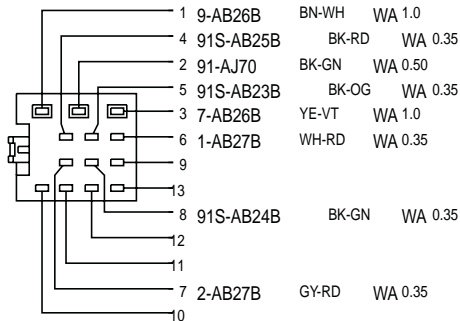 1 9-AB26B BN-WH WA 1.0
4 91S-AB25B BK-RD WA 0.35
2 91-AJ70 BK-GN WA 0.50
5 91S-AB23B BK-OG WA 0.35
3 7-AB26B YE-VT WA 1.0
6 1-AB27B WH-RD WA 0.35
9
13
8 91S-AB24B BK-GN WA 0.35
12
11
7 2-AB27B GY-RD WA 0.35
10